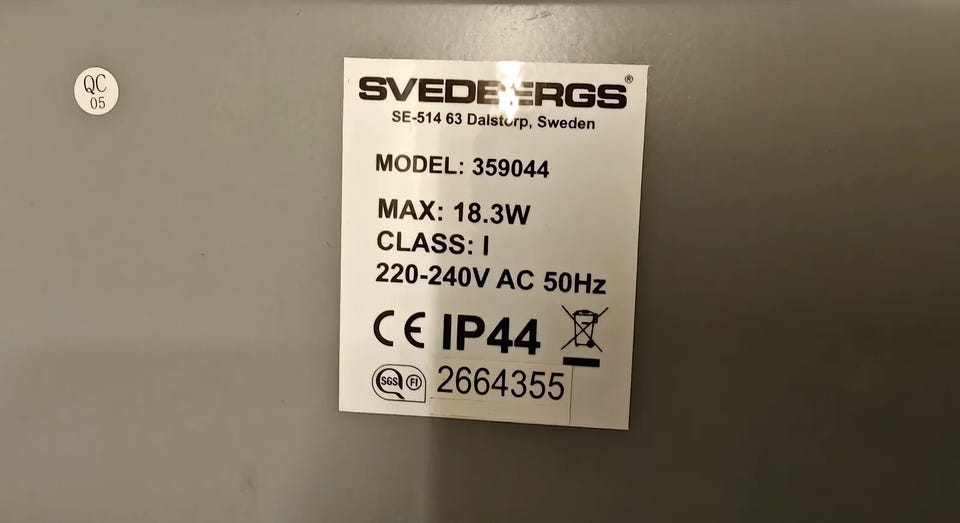 QC
05
SVEDBERGS®
SE-514 63 Dalstorp, Sweden
MODEL: 359044
MAX: 18.3W
CLASS: I
220-240V AC 50Hz
CE IP44
SGS FI 2664355